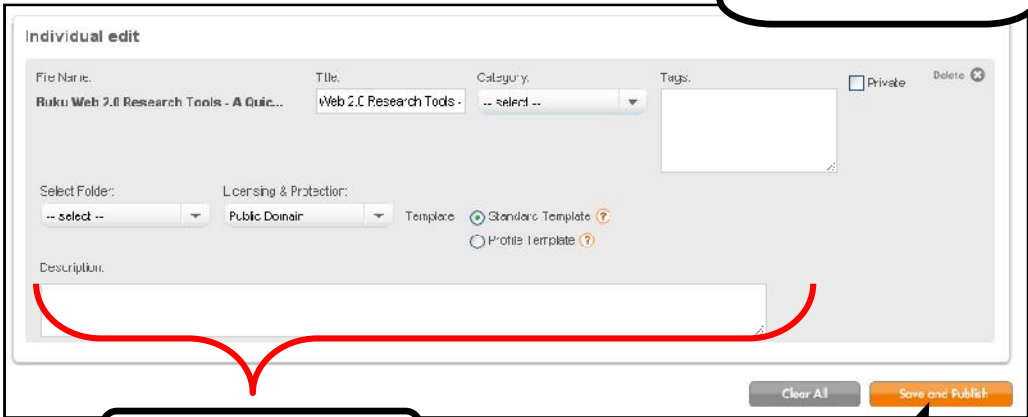 Individual edit
File Name: Title: Category: Tags: Private Delete
Buku Web 2.0 Research Tools - A Quic... Web 2.0 Research Tools - -- select --
Select Folder: Licensing & Protection:
-- select -- Public Domain Template Standard Template ?
Profile Template ?
Description:
Clear All Save and Publish